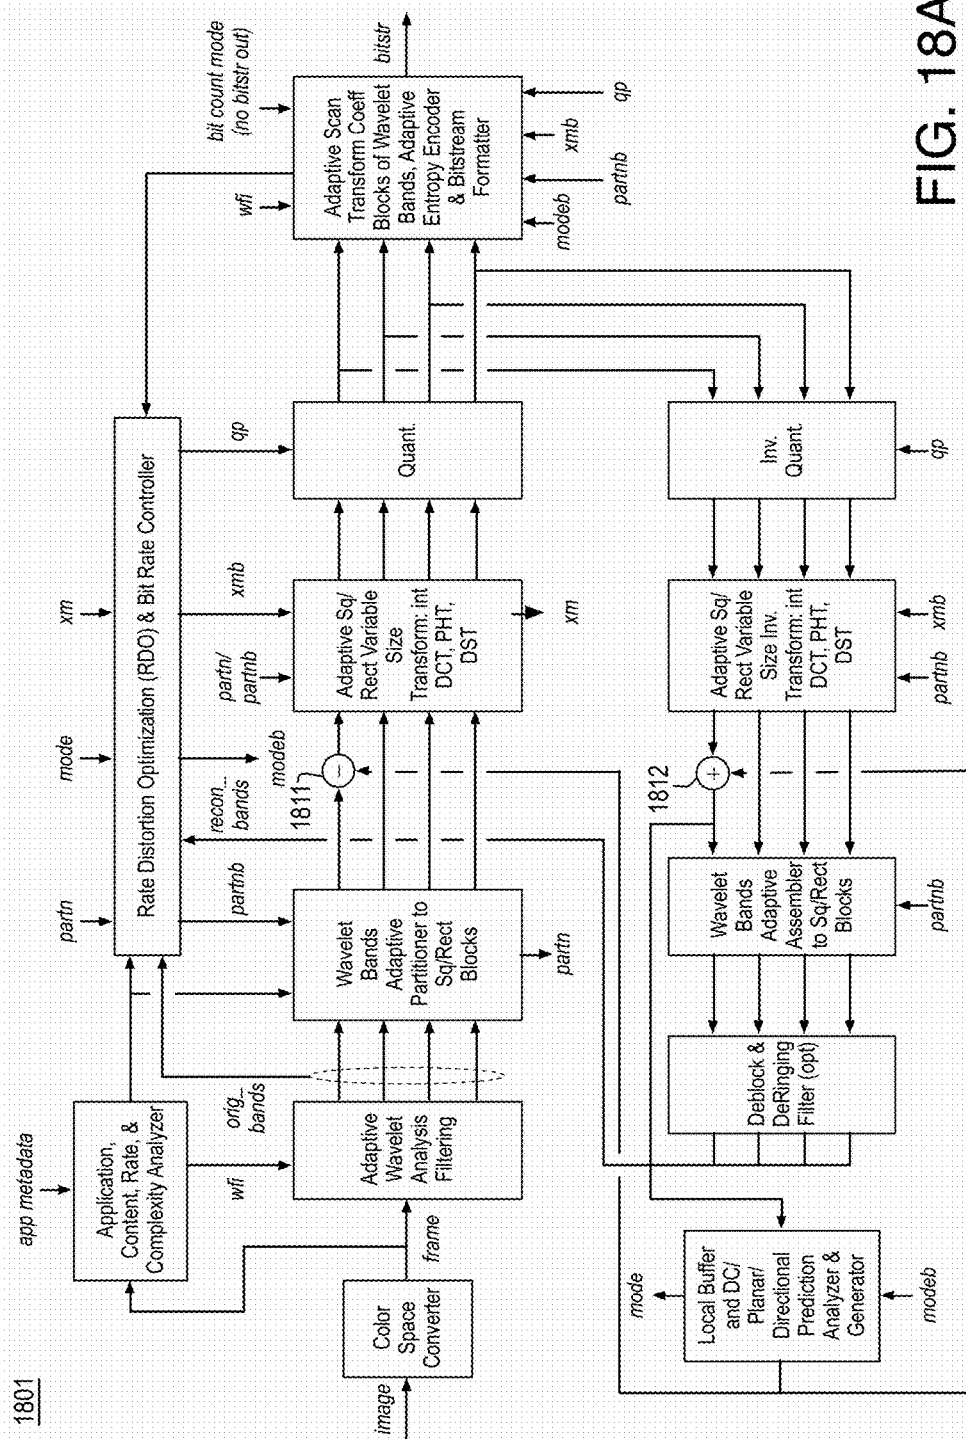 1801
app metadata
Application,
Content, Rate, &
Complexity Analyzer
partn
mode
xm
Rate Distortion Optimization (RDO) & Bit Rate Controller
wfi
orig_
bands
partnb
recon_
bands
modeb
partn/
partnb
xmb
qp
wfi
bit count mode
(no bitstr out)
image
Color
Space
Converter
frame
Adaptive
Wavelet
Analysis
Filtering
Wavelet
Bands
Adaptive
Partitioner to
Sq/Rect
Blocks
partn
1811
–
Adaptive Sq/
Rect Variable
Size
Transform: int
DCT, PHT,
DST
xm
Quant.
Adaptive Scan
Transform Coeff
Blocks of Wavelet
Bands, Adaptive
Entropy Encoder
& Bitstream
Formatter
bitstr
modeb
partnb
xmb
qp
mode
Local Buffer
and DC/
Planar/
Directional
Prediction
Analyzer &
Generator
modeb
Deblock &
DeRinging
Filter (opt)
Wavelet
Bands
Adaptive
Assembler
to Sq/Rect
Blocks
partnb
1812
+
Adaptive Sq/
Rect Variable
Size Inv.
Transform: int
DCT, PHT,
DST
partnb
xmb
Inv.
Quant.
qp
FIG. 18A